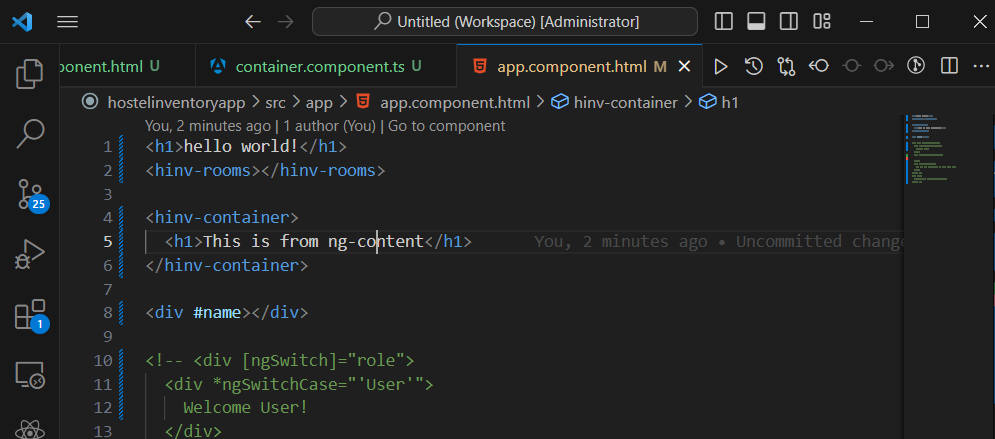 Untitled (Workspace) [Administrator]
ponent.html U container.component.ts U app.component.html M
hostelinventoryapp > src > app > app.component.html > hinv-container > h1
You, 2 minutes ago | 1 author (You) | Go to component
1 <h1>hello world!</h1>
2 <hinv-rooms></hinv-rooms>
3
4 <hinv-container>
5 <h1>This is from ng-content</h1> You, 2 minutes ago • Uncommitted change
6 </hinv-container>
7
8 <div #name></div>
9
10 <!-- <div [ngSwitch]="role">
11 <div *ngSwitchCase="'User'">
12 Welcome User!
13 </div>
25
1